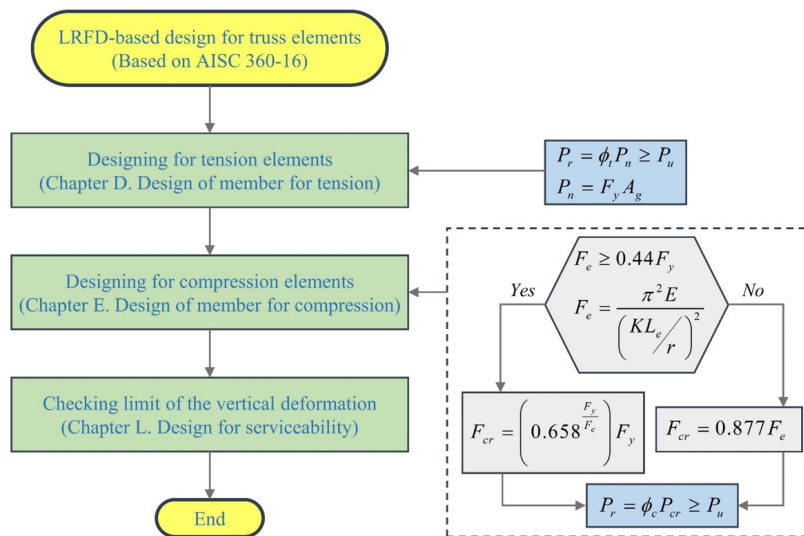 LRFD-based design for truss elements
(Based on AISC 360-16)
Designing for tension elements
(Chapter D. Design of member for tension)
P_r = ϕ_t P_n ≥ P_u
P_n = F_y A_g
Designing for compression elements
(Chapter E. Design of member for compression)
F_e ≥ 0.44F_y
F_e = π²E / (KL_e/r)²
Yes
No
F_cr = (0.658^(F_y/F_e)) F_y
F_cr = 0.877F_e
P_r = ϕ_c P_cr ≥ P_u
Checking limit of the vertical deformation
(Chapter L. Design for serviceability)
End